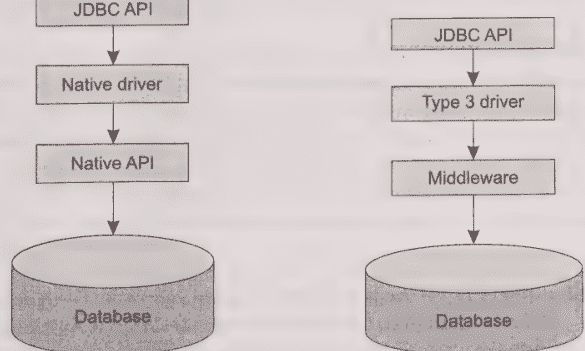 JDBC API
Native driver
Native API
Database
JDBC API
Type 3 driver
Middleware
Database